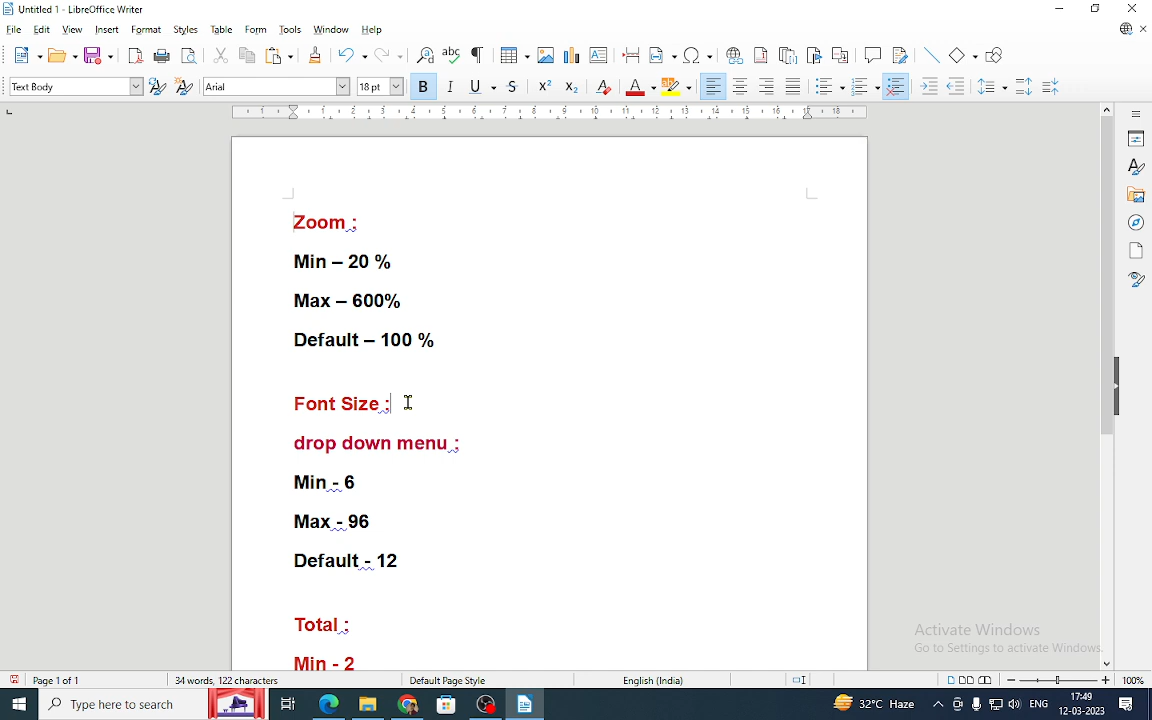 Untitled 1 - LibreOffice Writer
File Edit View Insert Format Styles Table Form Tools Window Help
Text Body Arial 18 pt
Zoom ;
Min – 20 %
Max – 600%
Default – 100 %
Font Size ;
drop down menu ;
Min - 6
Max - 96
Default - 12
Total ;
Min - 2
Activate Windows
Go to Settings to activate Windows.
Page 1 of 1 34 words, 122 characters Default Page Style English (India) 100%
Type here to search 32°C Haze ENG 17:49
12-03-2023